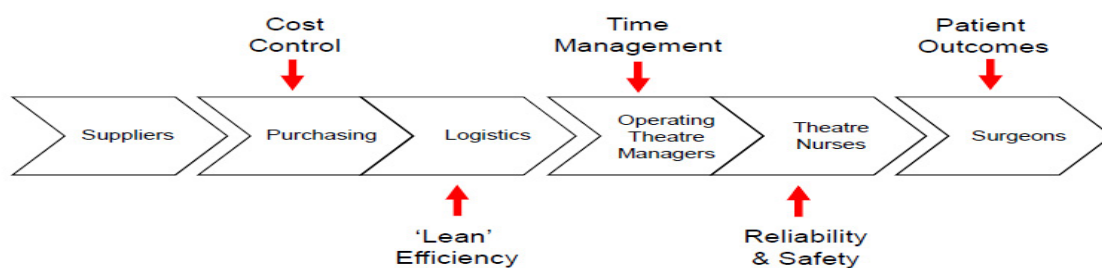 Cost
Control
Time
Management
Patient
Outcomes
Suppliers
Purchasing
Logistics
Operating
Theatre
Managers
Theatre
Nurses
Surgeons
‘Lean’
Efficiency
Reliability
& Safety